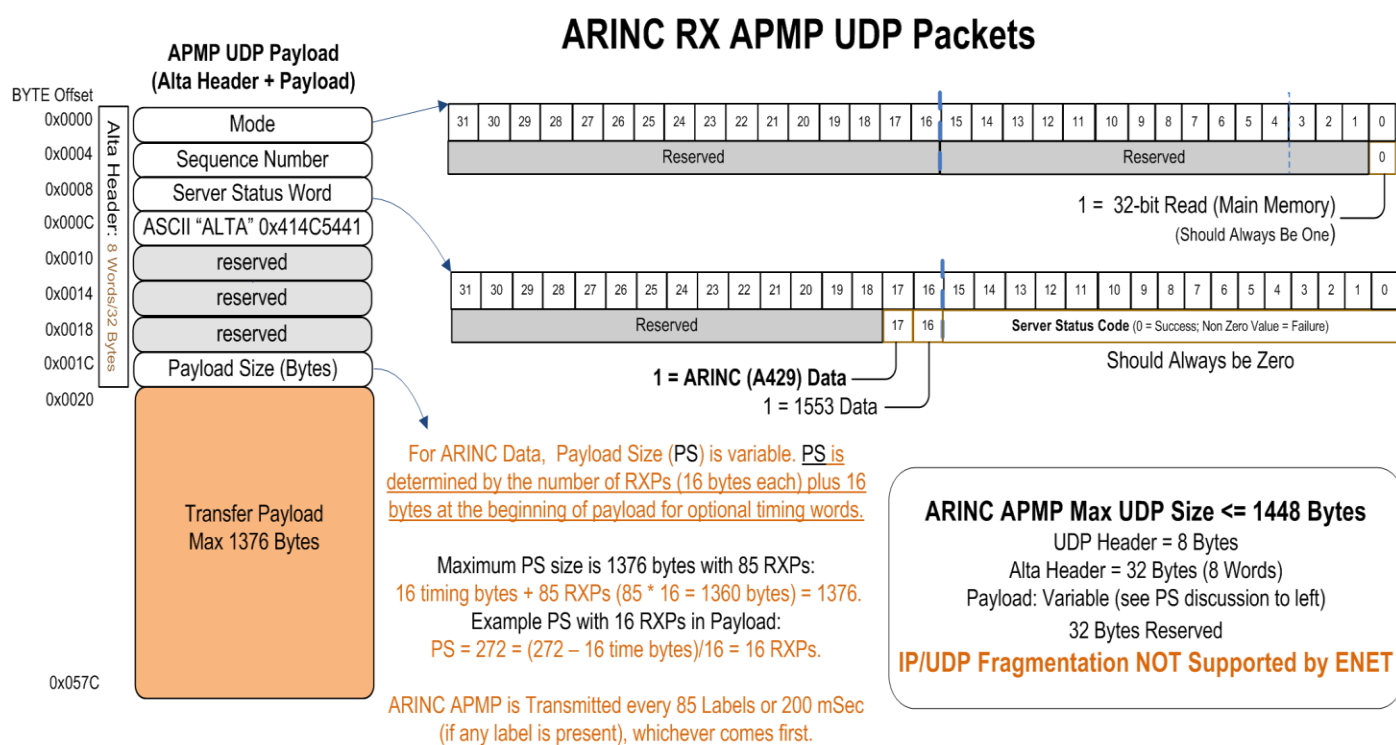 ARINC RX APMP UDP Packets
APMP UDP Payload
(Alta Header + Payload)
BYTE Offset
0x0000
0x0004
0x0008
0x000C
0x0010
0x0014
0x0018
0x001C
0x0020
0x057C
Alta Header: 8 Words/32 Bytes
Mode
Sequence Number
Server Status Word
ASCII “ALTA” 0x414C5441
reserved
reserved
reserved
Payload Size (Bytes)
Transfer Payload
Max 1376 Bytes
31 30 29 28 27 26 25 24 23 22 21 20 19 18 17 16 15 14 13 12 11 10 9 8 7 6 5 4 3 2 1 0
Reserved Reserved 0
1 = 32-bit Read (Main Memory)
(Should Always Be One)
31 30 29 28 27 26 25 24 23 22 21 20 19 18 17 16 15 14 13 12 11 10 9 8 7 6 5 4 3 2 1 0
Reserved 17 16 Server Status Code (0 = Success; Non Zero Value = Failure)
Should Always be Zero
1 = ARINC (A429) Data
1 = 1553 Data
For ARINC Data, Payload Size (PS) is variable. PS is
determined by the number of RXPs (16 bytes each) plus 16
bytes at the beginning of payload for optional timing words.
Maximum PS size is 1376 bytes with 85 RXPs:
16 timing bytes + 85 RXPs (85 * 16 = 1360 bytes) = 1376.
Example PS with 16 RXPs in Payload:
PS = 272 = (272 – 16 time bytes)/16 = 16 RXPs.
ARINC APMP is Transmitted every 85 Labels or 200 mSec
(if any label is present), whichever comes first.
ARINC APMP Max UDP Size <= 1448 Bytes
UDP Header = 8 Bytes
Alta Header = 32 Bytes (8 Words)
Payload: Variable (see PS discussion to left)
32 Bytes Reserved
IP/UDP Fragmentation NOT Supported by ENET